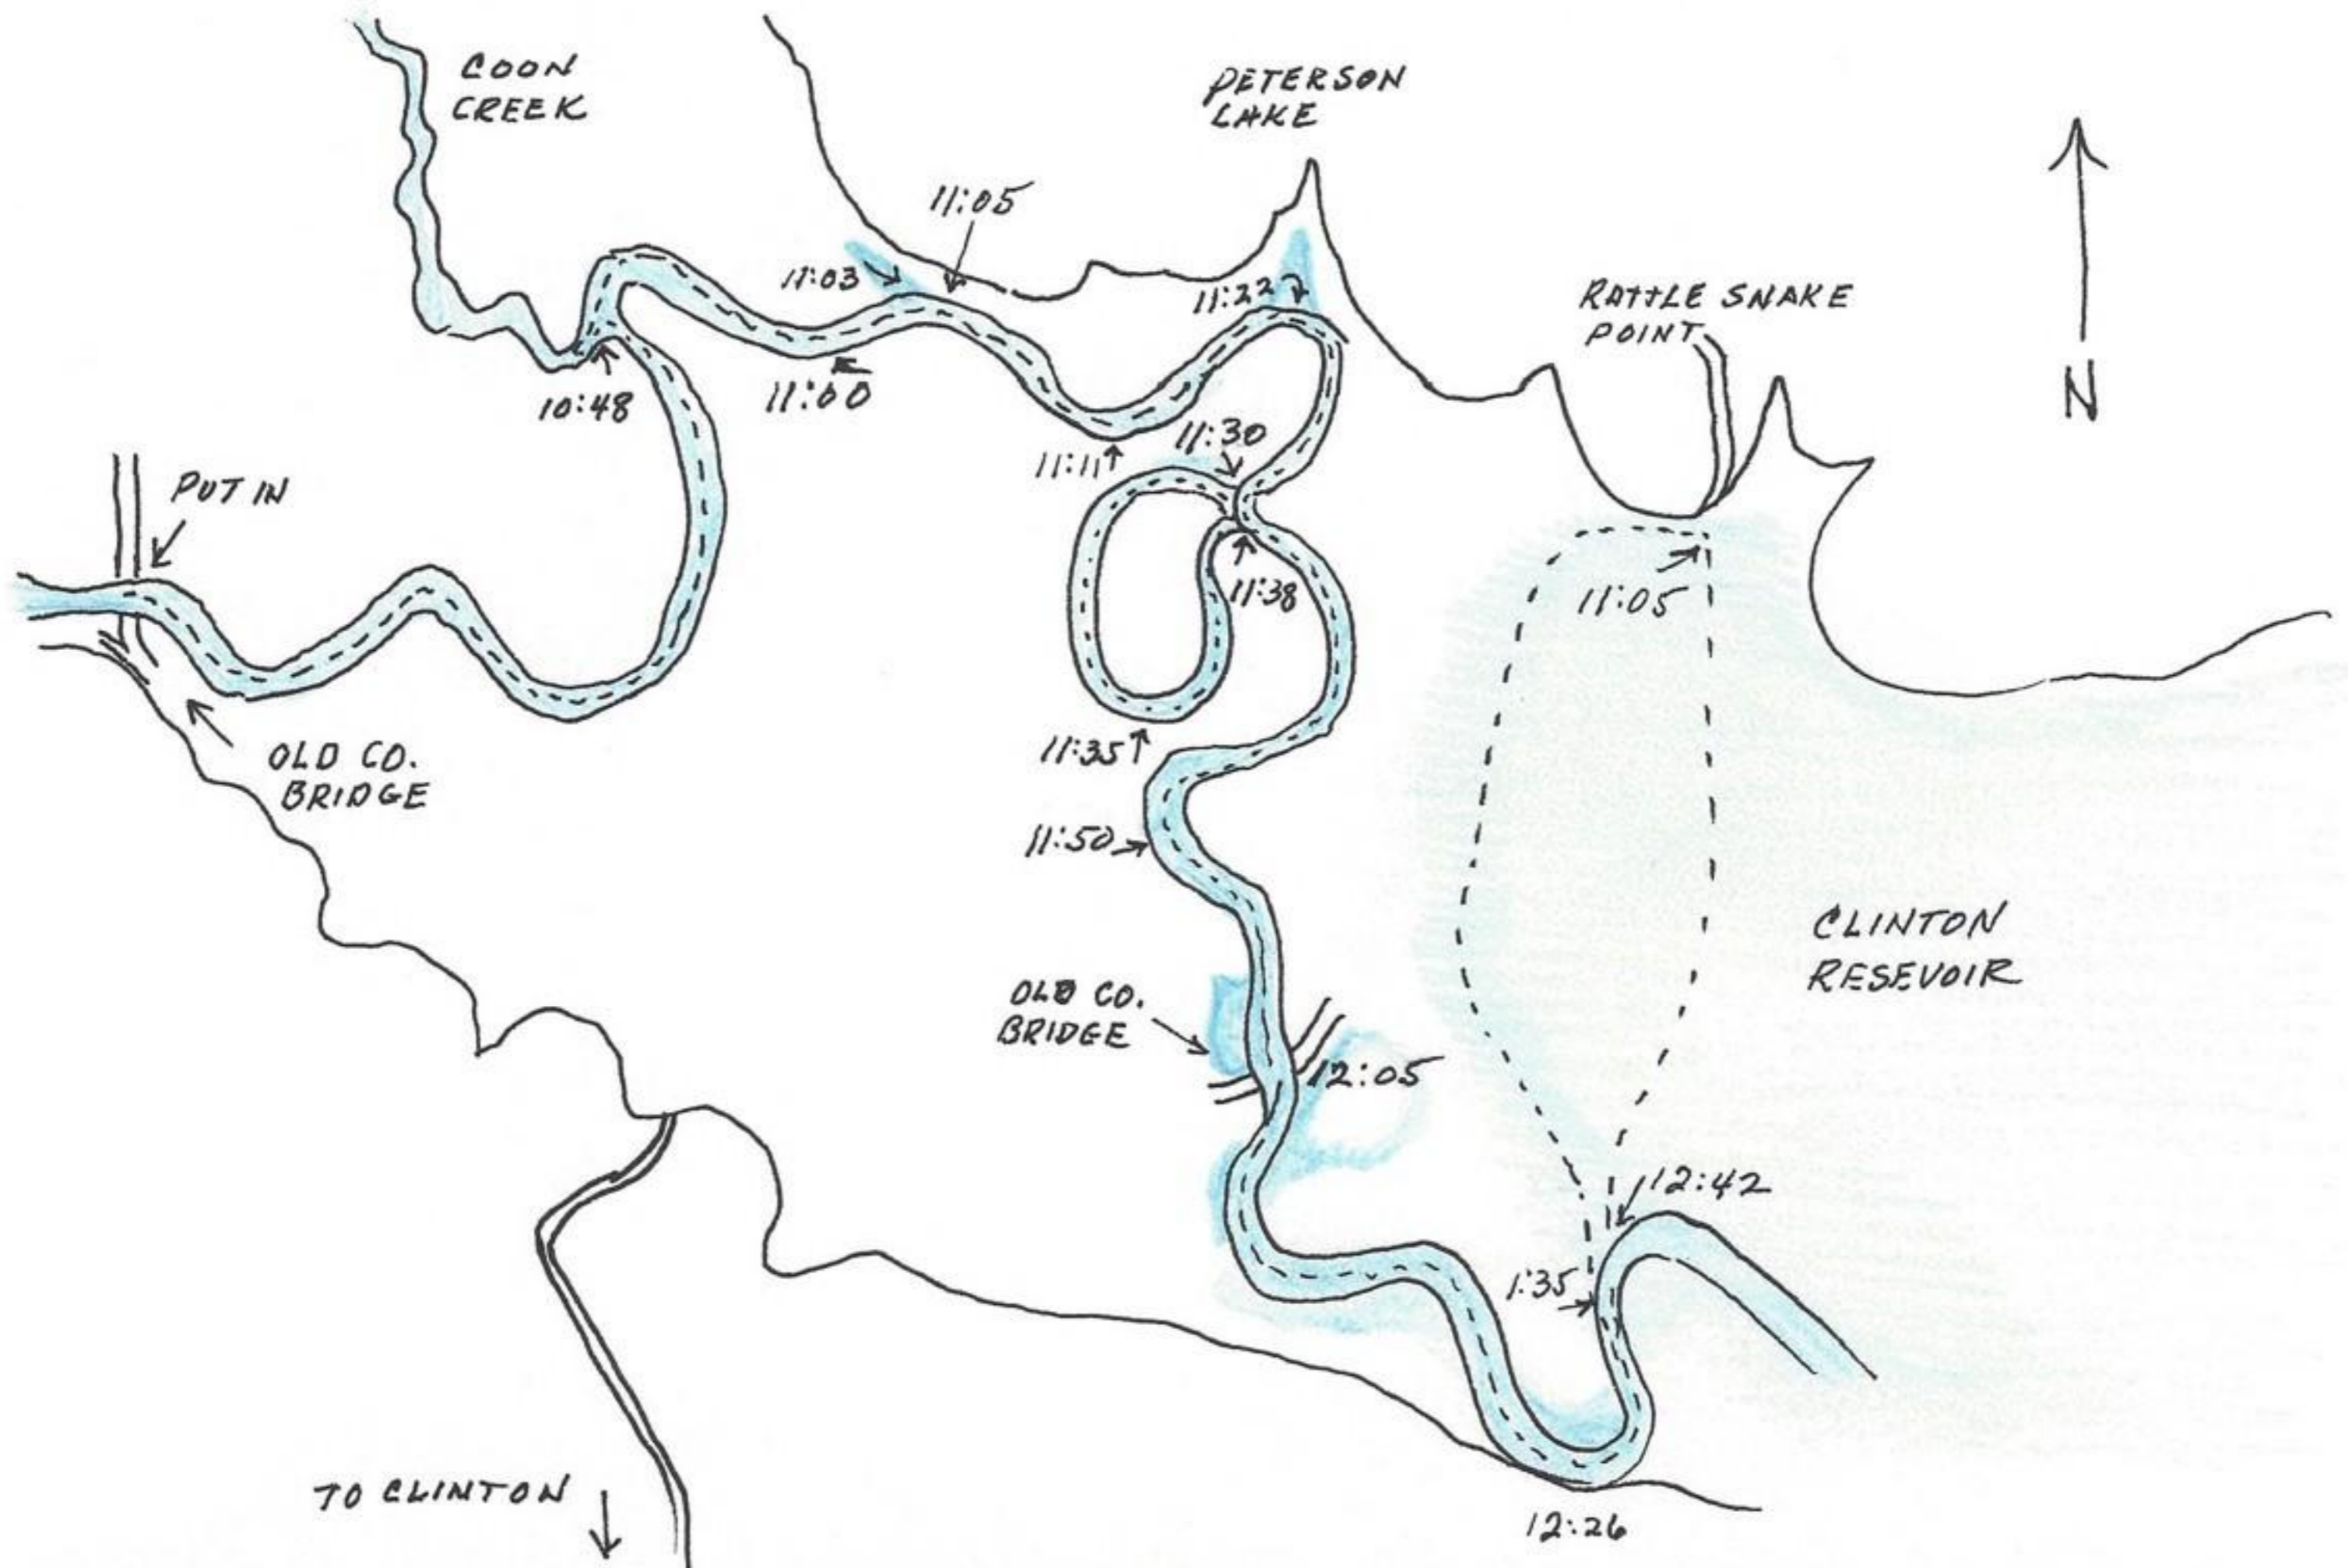 COON
CREEK
PETERSON
LAKE
11:05
11:03
11:22
RATTLE SNAKE
POINT
N
10:48
11:00
11:30
11:11
PUT IN
11:38
11:05
OLD CO.
BRIDGE
11:35
11:50
CLINTON
RESEVOIR
OLD CO.
BRIDGE
12:05
12:42
1:35
TO CLINTON
12:26